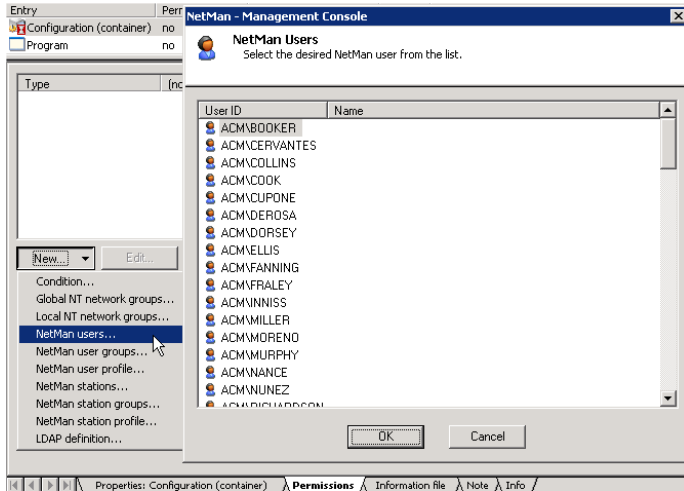 Entry Perr
Configuration (container) no
Program no
Type (no
New... Edit...
Condition...
Global NT network groups...
Local NT network groups...
NetMan users...
NetMan user groups...
NetMan user profile...
NetMan stations...
NetMan station groups...
NetMan station profile...
LDAP definition...
NetMan - Management Console
NetMan Users
Select the desired NetMan user from the list.
User ID Name
ACM\BOOKER
ACM\CERVANTES
ACM\COLLINS
ACM\COOK
ACM\CUPONE
ACM\DEROSA
ACM\DORSEY
ACM\ELLIS
ACM\FANNING
ACM\FRALEY
ACM\INNISS
ACM\MILLER
ACM\MORENO
ACM\MURPHY
ACM\NANCE
ACM\NUNEZ
ACM\RICHARDSON
OK Cancel
Properties: Configuration (container) Permissions Information file Note Info